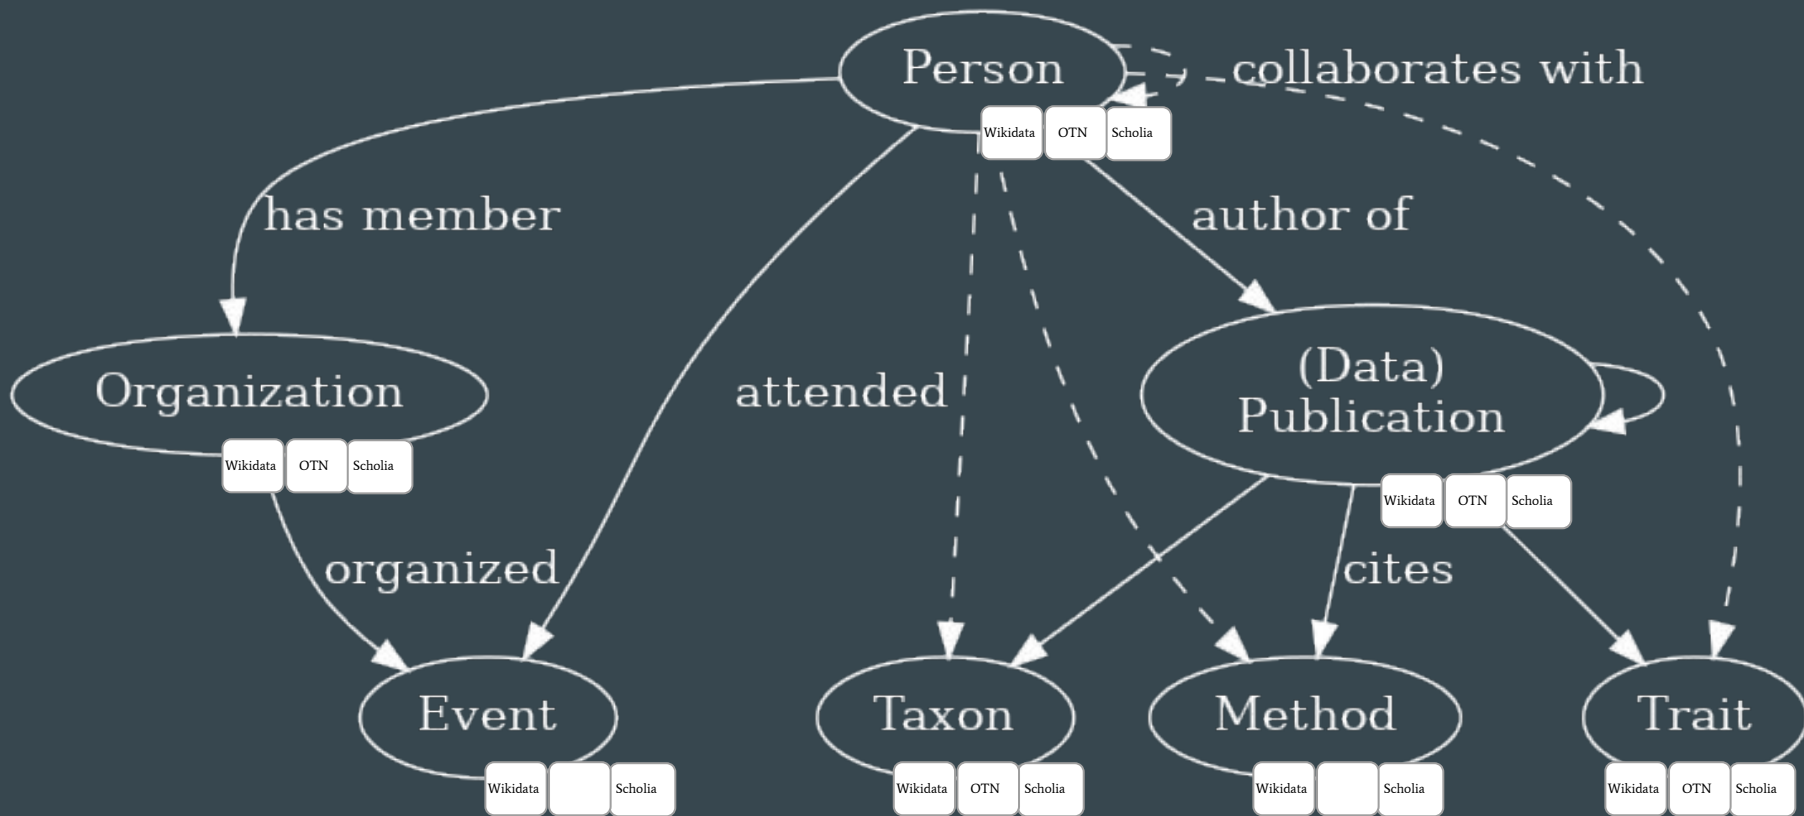 Person
collaborates with
Wikidata OTN Scholia
has member
author of
Organization
attended
(Data)
Publication
Wikidata OTN Scholia
Wikidata OTN Scholia
organized
cites
Event
Taxon
Method
Trait
Wikidata Scholia
Wikidata OTN Scholia
Wikidata Scholia
Wikidata OTN Scholia